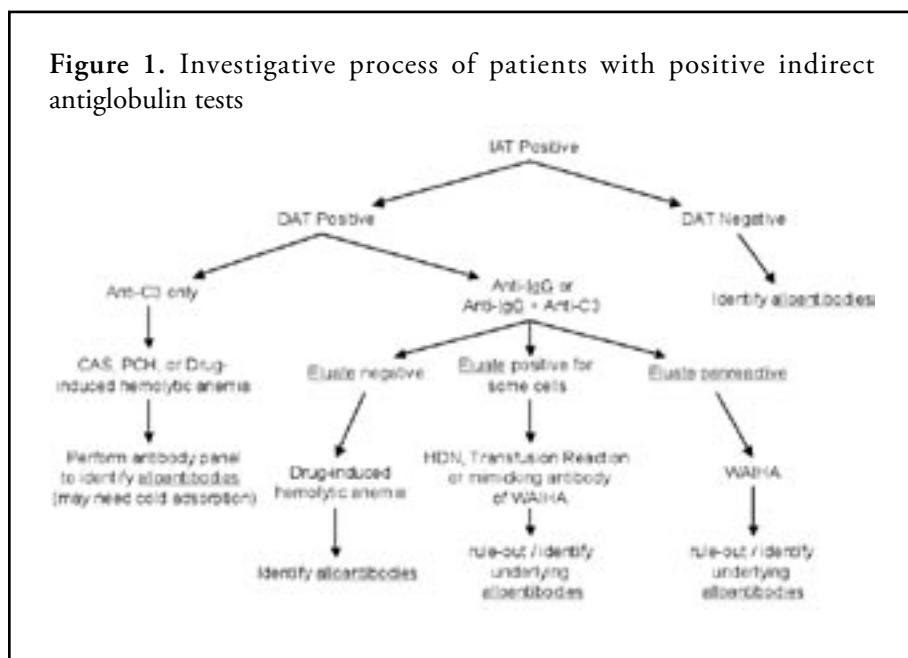 Figure 1. Investigative process of patients with positive indirect
antiglobulin tests
IAT Positive
DAT Positive
DAT Negative
Anti-C3 only
Anti-IgG or
Anti-IgG + Anti-C3
Identify alloantibodies
CAS, PCH, or Drug-
induced hemolytic anemia
Eluate negative
Eluate positive for
some cells
Eluate panreactive
Perform antibody panel
to identify alloantibodies
(may need cold adsorption)
Drug-induced
hemolytic anemia
HDN, Transfusion Reaction
or mimicking antibody
of WAIHA
WAIHA
Identify alloantibodies
rule-out / identify
underlying
alloantibodies
rule-out / identify
underlying
alloantibodies